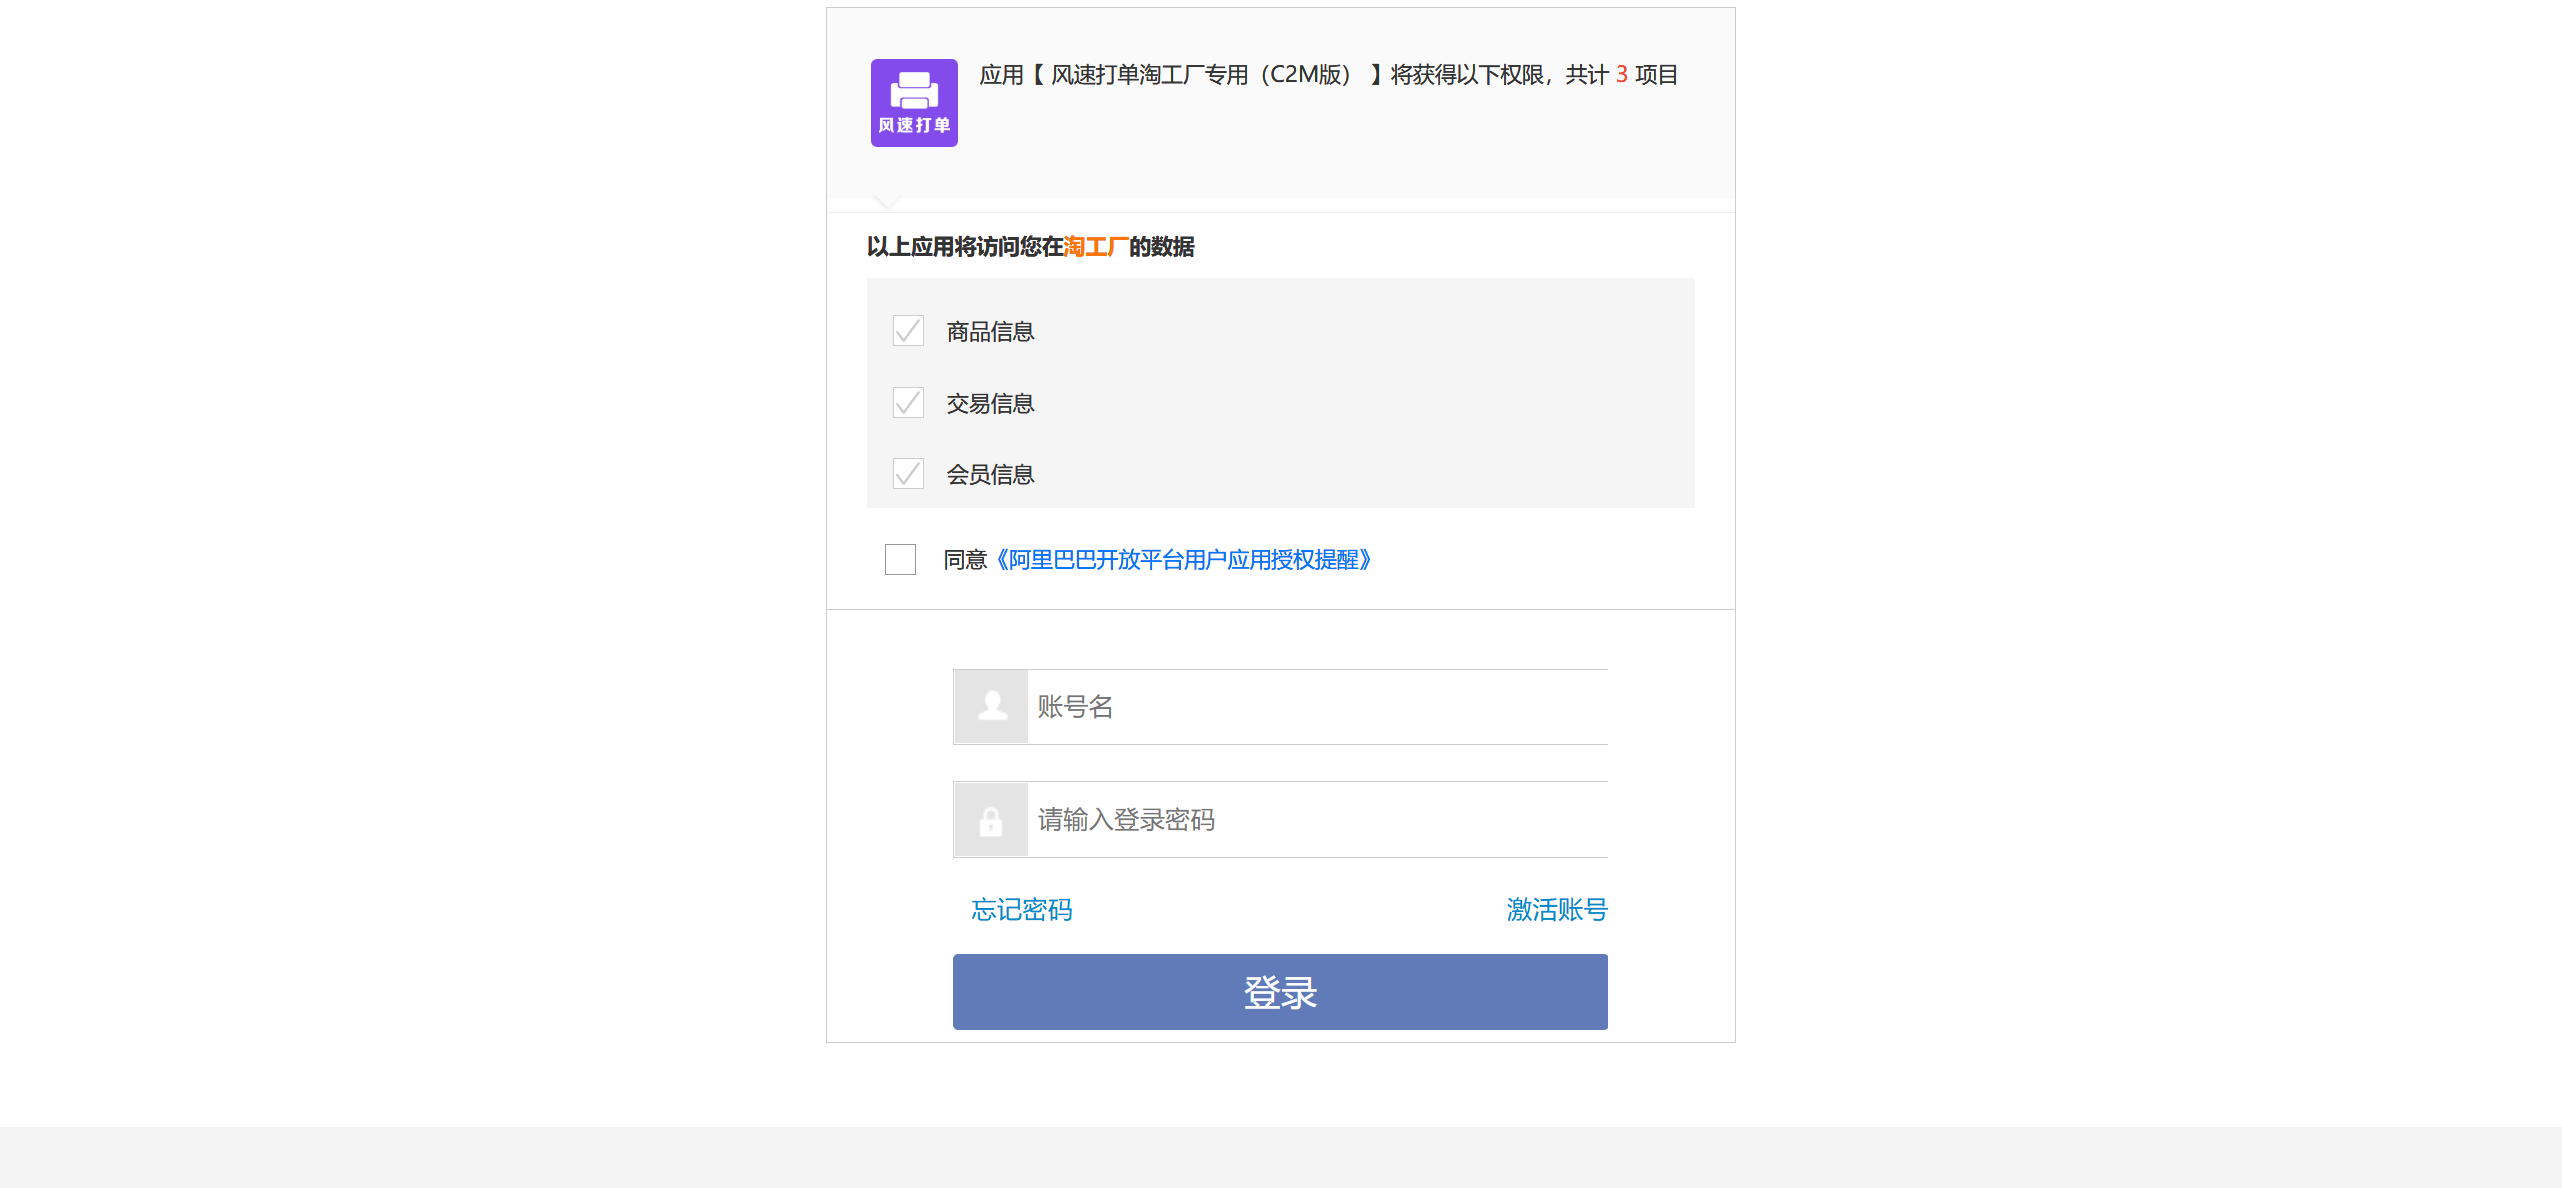 风速打单
应用【 风速打单淘工厂专用（C2M版） 】将获得以下权限，共计 3 项目
以上应用将访问您在淘工厂的数据
商品信息
交易信息
会员信息
同意《阿里巴巴开放平台用户应用授权提醒》
账号名
请输入登录密码
忘记密码 激活账号
登录